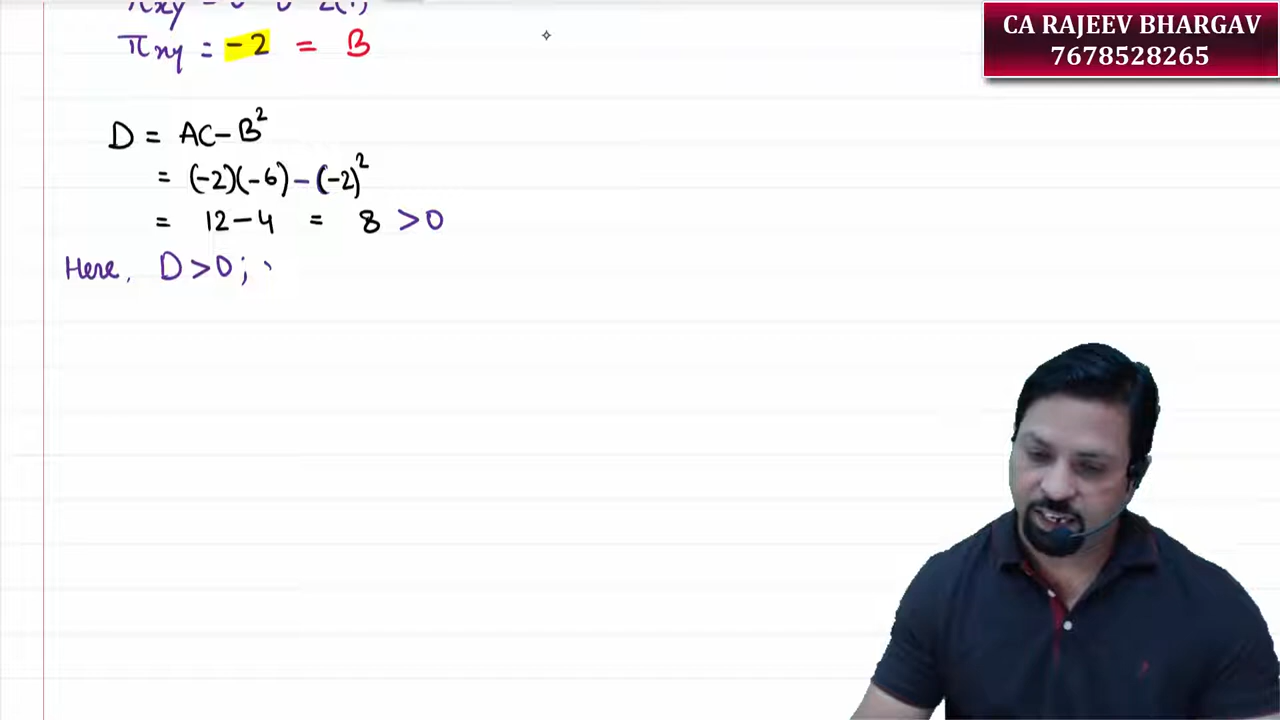 CA RAJEEV BHARGAV
7678528265
πxy = -2 = B
D = AC-B²
= (-2)(-6) - (-2)²
= 12-4 = 8 >0
Here, D>0;